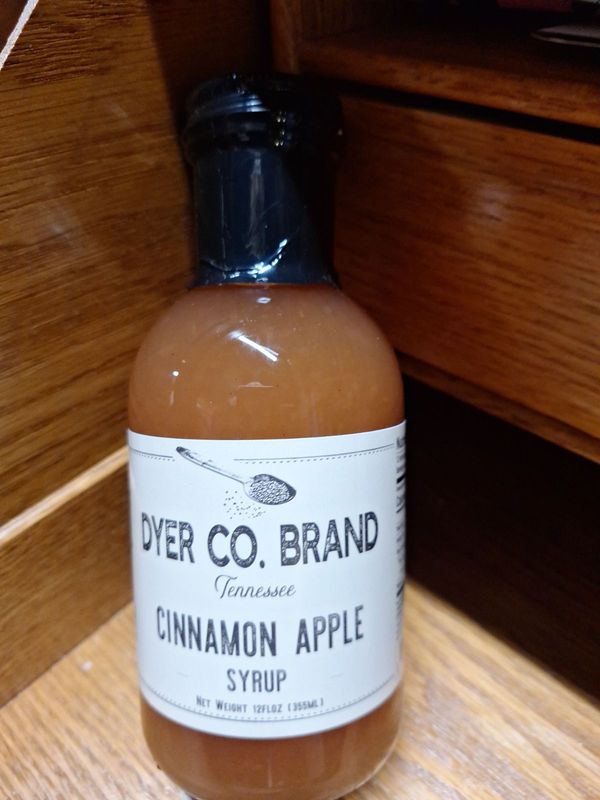 DYER CO. BRAND
Tennessee
CINNAMON APPLE
SYRUP
NET WEIGHT 12FLOZ (355ML)